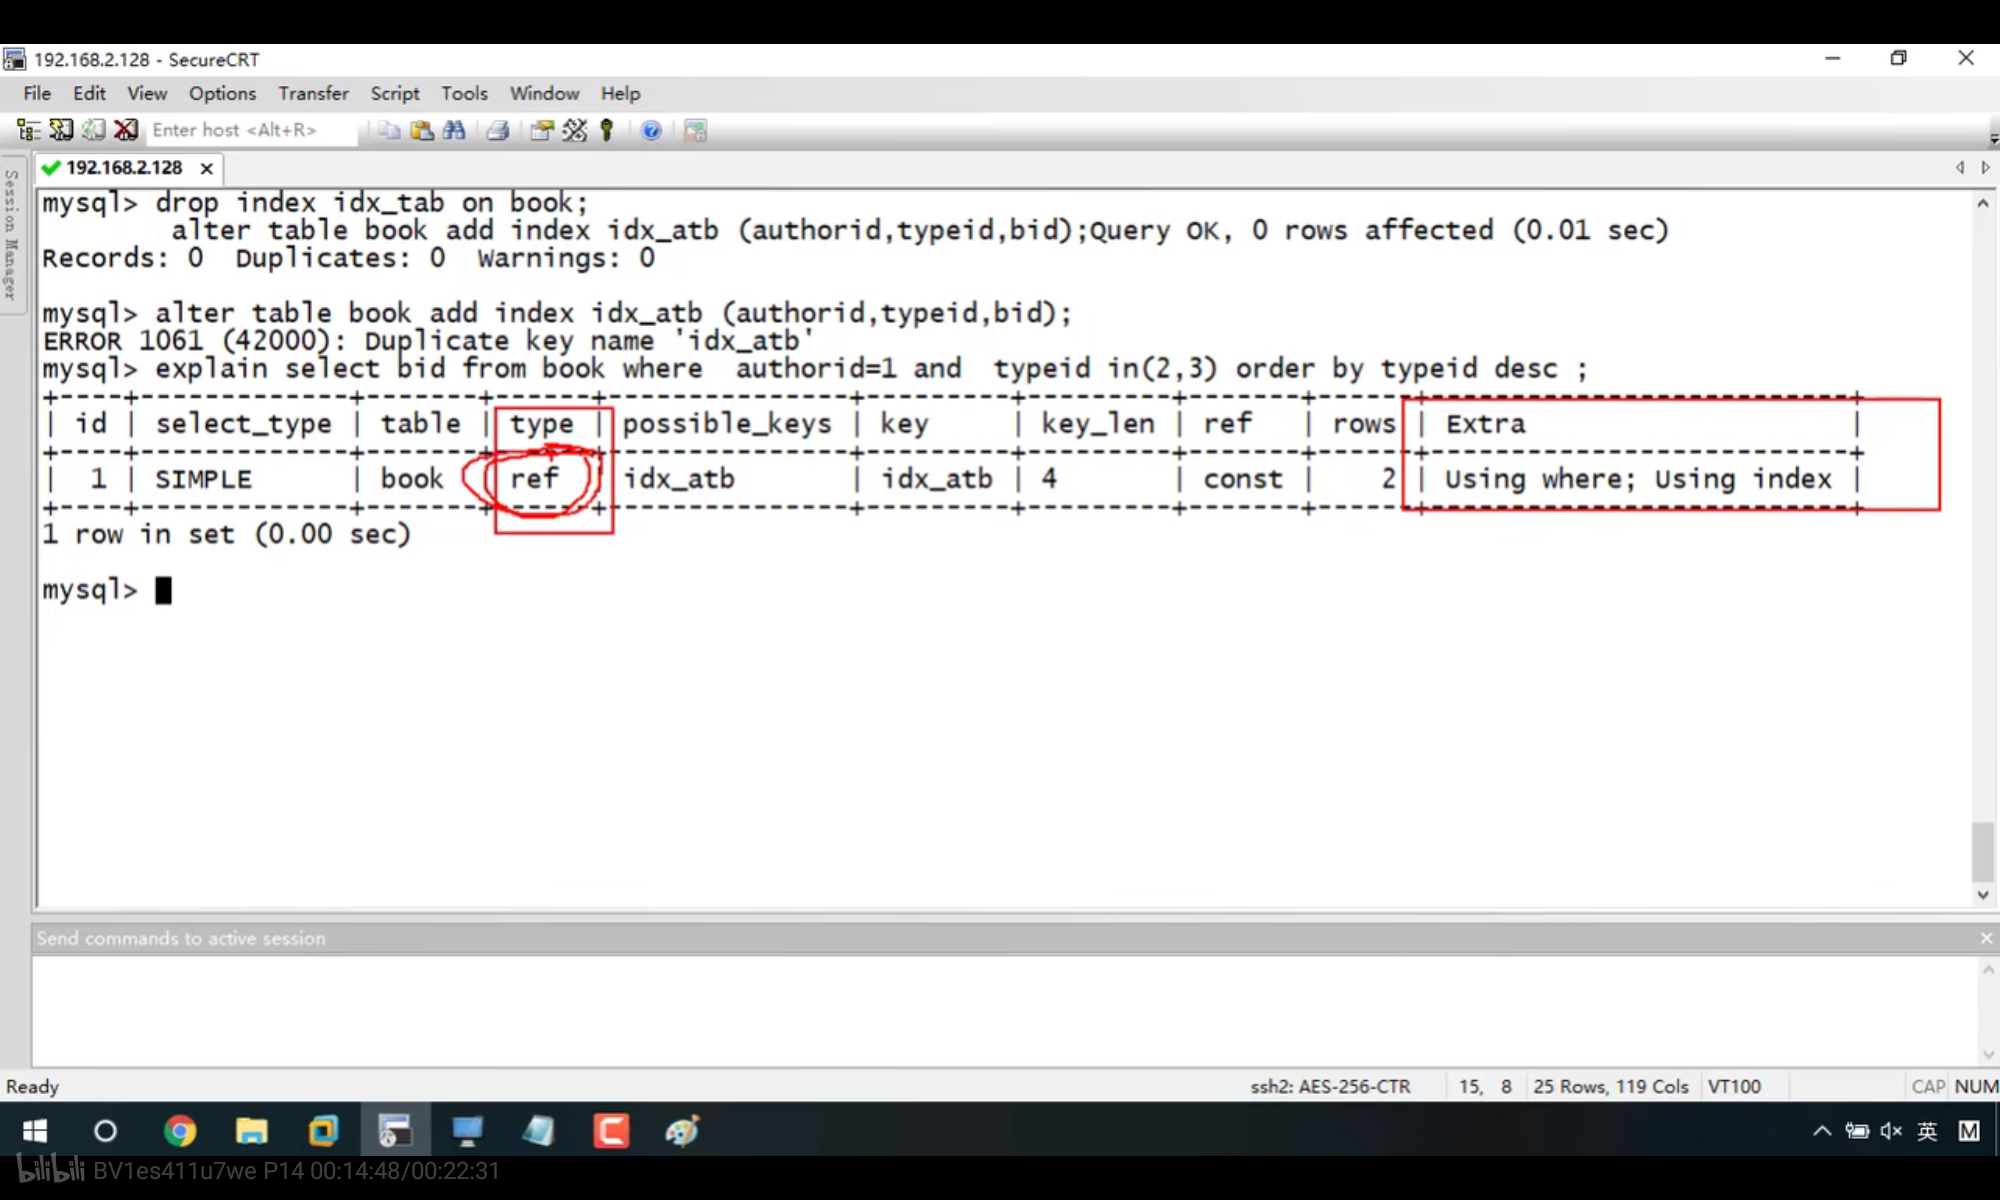 192.168.2.128 - SecureCRT
File Edit View Options Transfer Script Tools Window Help
Enter host <Alt+R>
Session Manager
192.168.2.128
mysql> drop index idx_tab on book;
        alter table book add index idx_atb (authorid,typeid,bid);Query OK, 0 rows affected (0.01 sec)
Records: 0  Duplicates: 0  Warnings: 0
mysql> alter table book add index idx_atb (authorid,typeid,bid);
ERROR 1061 (42000): Duplicate key name 'idx_atb'
mysql> explain select bid from book where  authorid=1 and  typeid in(2,3) order by typeid desc ;
+----+-------------+-------+------+---------------+---------+---------+-------+------+--------------------------+
| id | select_type | table | type | possible_keys | key     | key_len | ref   | rows | Extra                    |
+----+-------------+-------+------+---------------+---------+---------+-------+------+--------------------------+
|  1 | SIMPLE      | book  | ref  | idx_atb       | idx_atb | 4       | const |    2 | Using where; Using index |
+----+-------------+-------+------+---------------+---------+---------+-------+------+--------------------------+
1 row in set (0.00 sec)
mysql>
Send commands to active session
Ready ssh2: AES-256-CTR 15, 8 25 Rows, 119 Cols VT100 CAP NUM
英 M
bilibili BV1es411u7we P14 00:14:48/00:22:31